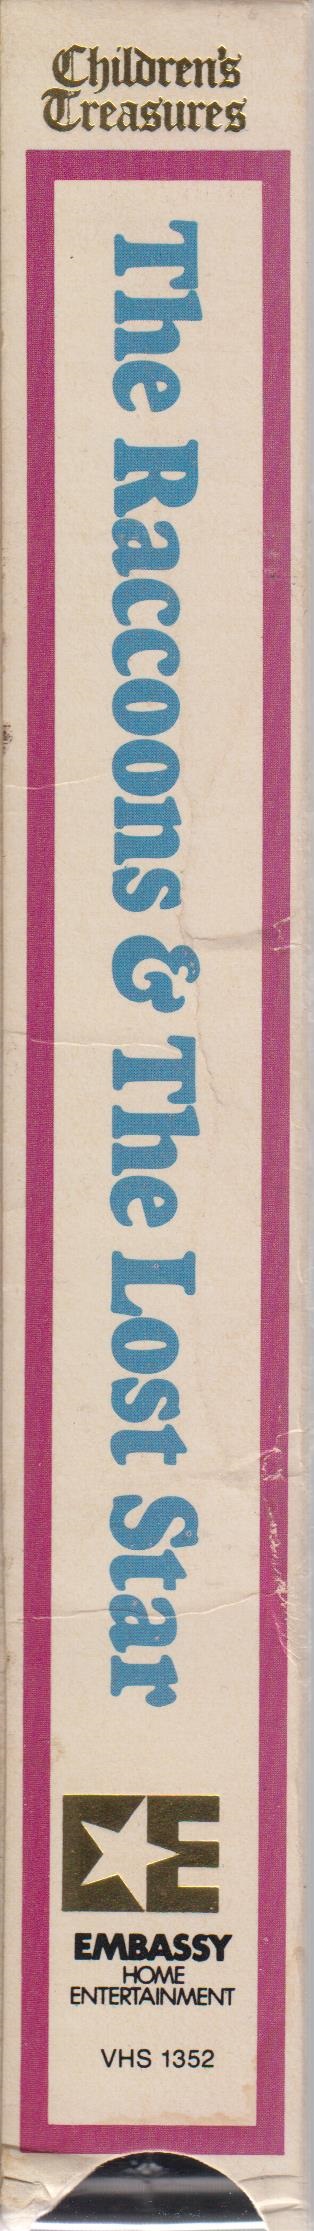 Children's
Treasures
The Raccoons & The Lost Star
EMBASSY
HOME
ENTERTAINMENT
VHS 1352